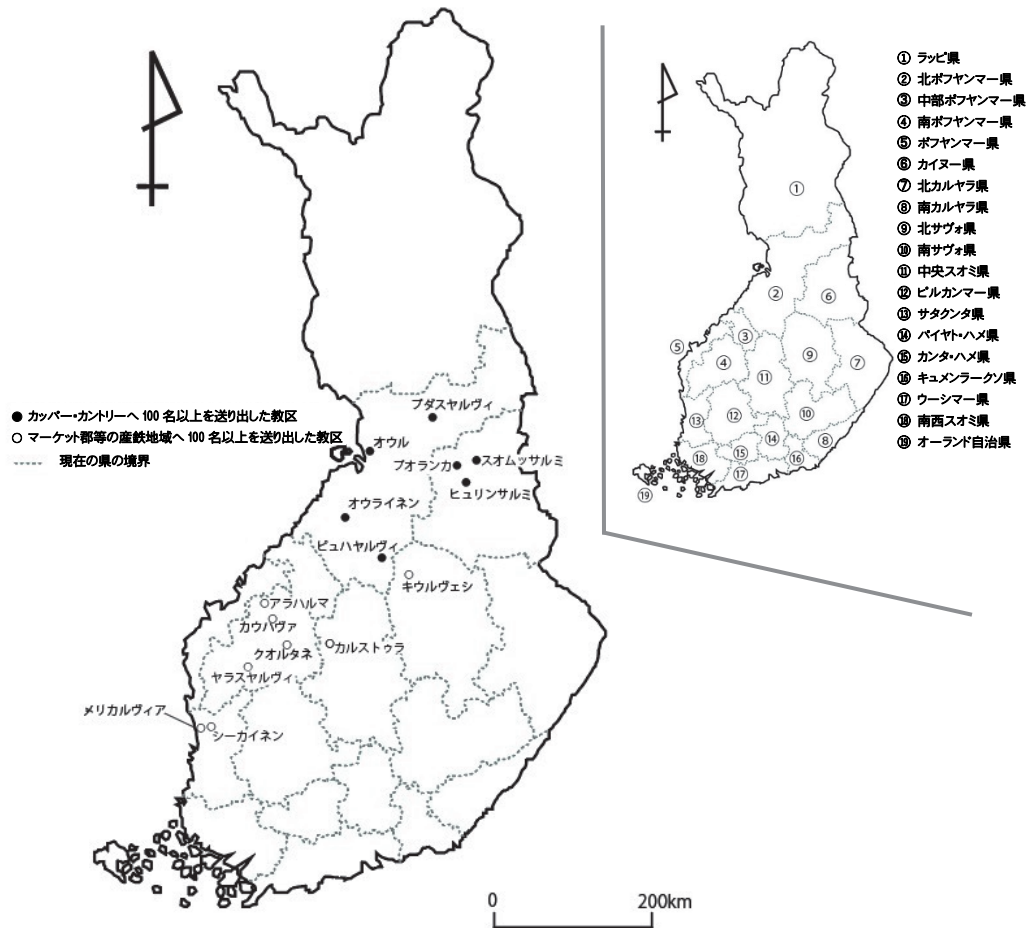 ● カッパー・カントリーへ 100 名以上を送り出した教区
○ マーケット郡等の産鉄地域へ 100 名以上を送り出した教区
現在の県の境界
プダスヤルヴィ
オウル
プオランカ
スオムッサルミ
ヒュリンサルミ
オウライネン
ピュハヤルヴィ
キウルヴェシ
アラハルマ
カウハヴァ
クオルタネ
カルストゥラ
ヤラスヤルヴィ
メリカルヴィア
シーカイネン
0 200km
①
②
⑥
③
⑤
④
⑨
⑦
⑪
⑩
⑬
⑫
⑭
⑧
⑱
⑮
⑯
⑰
⑲
① ラッピ県
② 北ポフヤンマー県
③ 中部ポフヤンマー県
④ 南ポフヤンマー県
⑤ ポフヤンマー県
⑥ カイヌー県
⑦ 北カルヤラ県
⑧ 南カルヤラ県
⑨ 北サヴォ県
⑩ 南サヴォ県
⑪ 中央スオミ県
⑫ ピルカンマー県
⑬ サタクンタ県
⑭ パイヤト・ハメ県
⑮ カンタ・ハメ県
⑯ キュメンラークソ県
⑰ ウーシマー県
⑱ 南西スオミ県
⑲ オーランド自治県